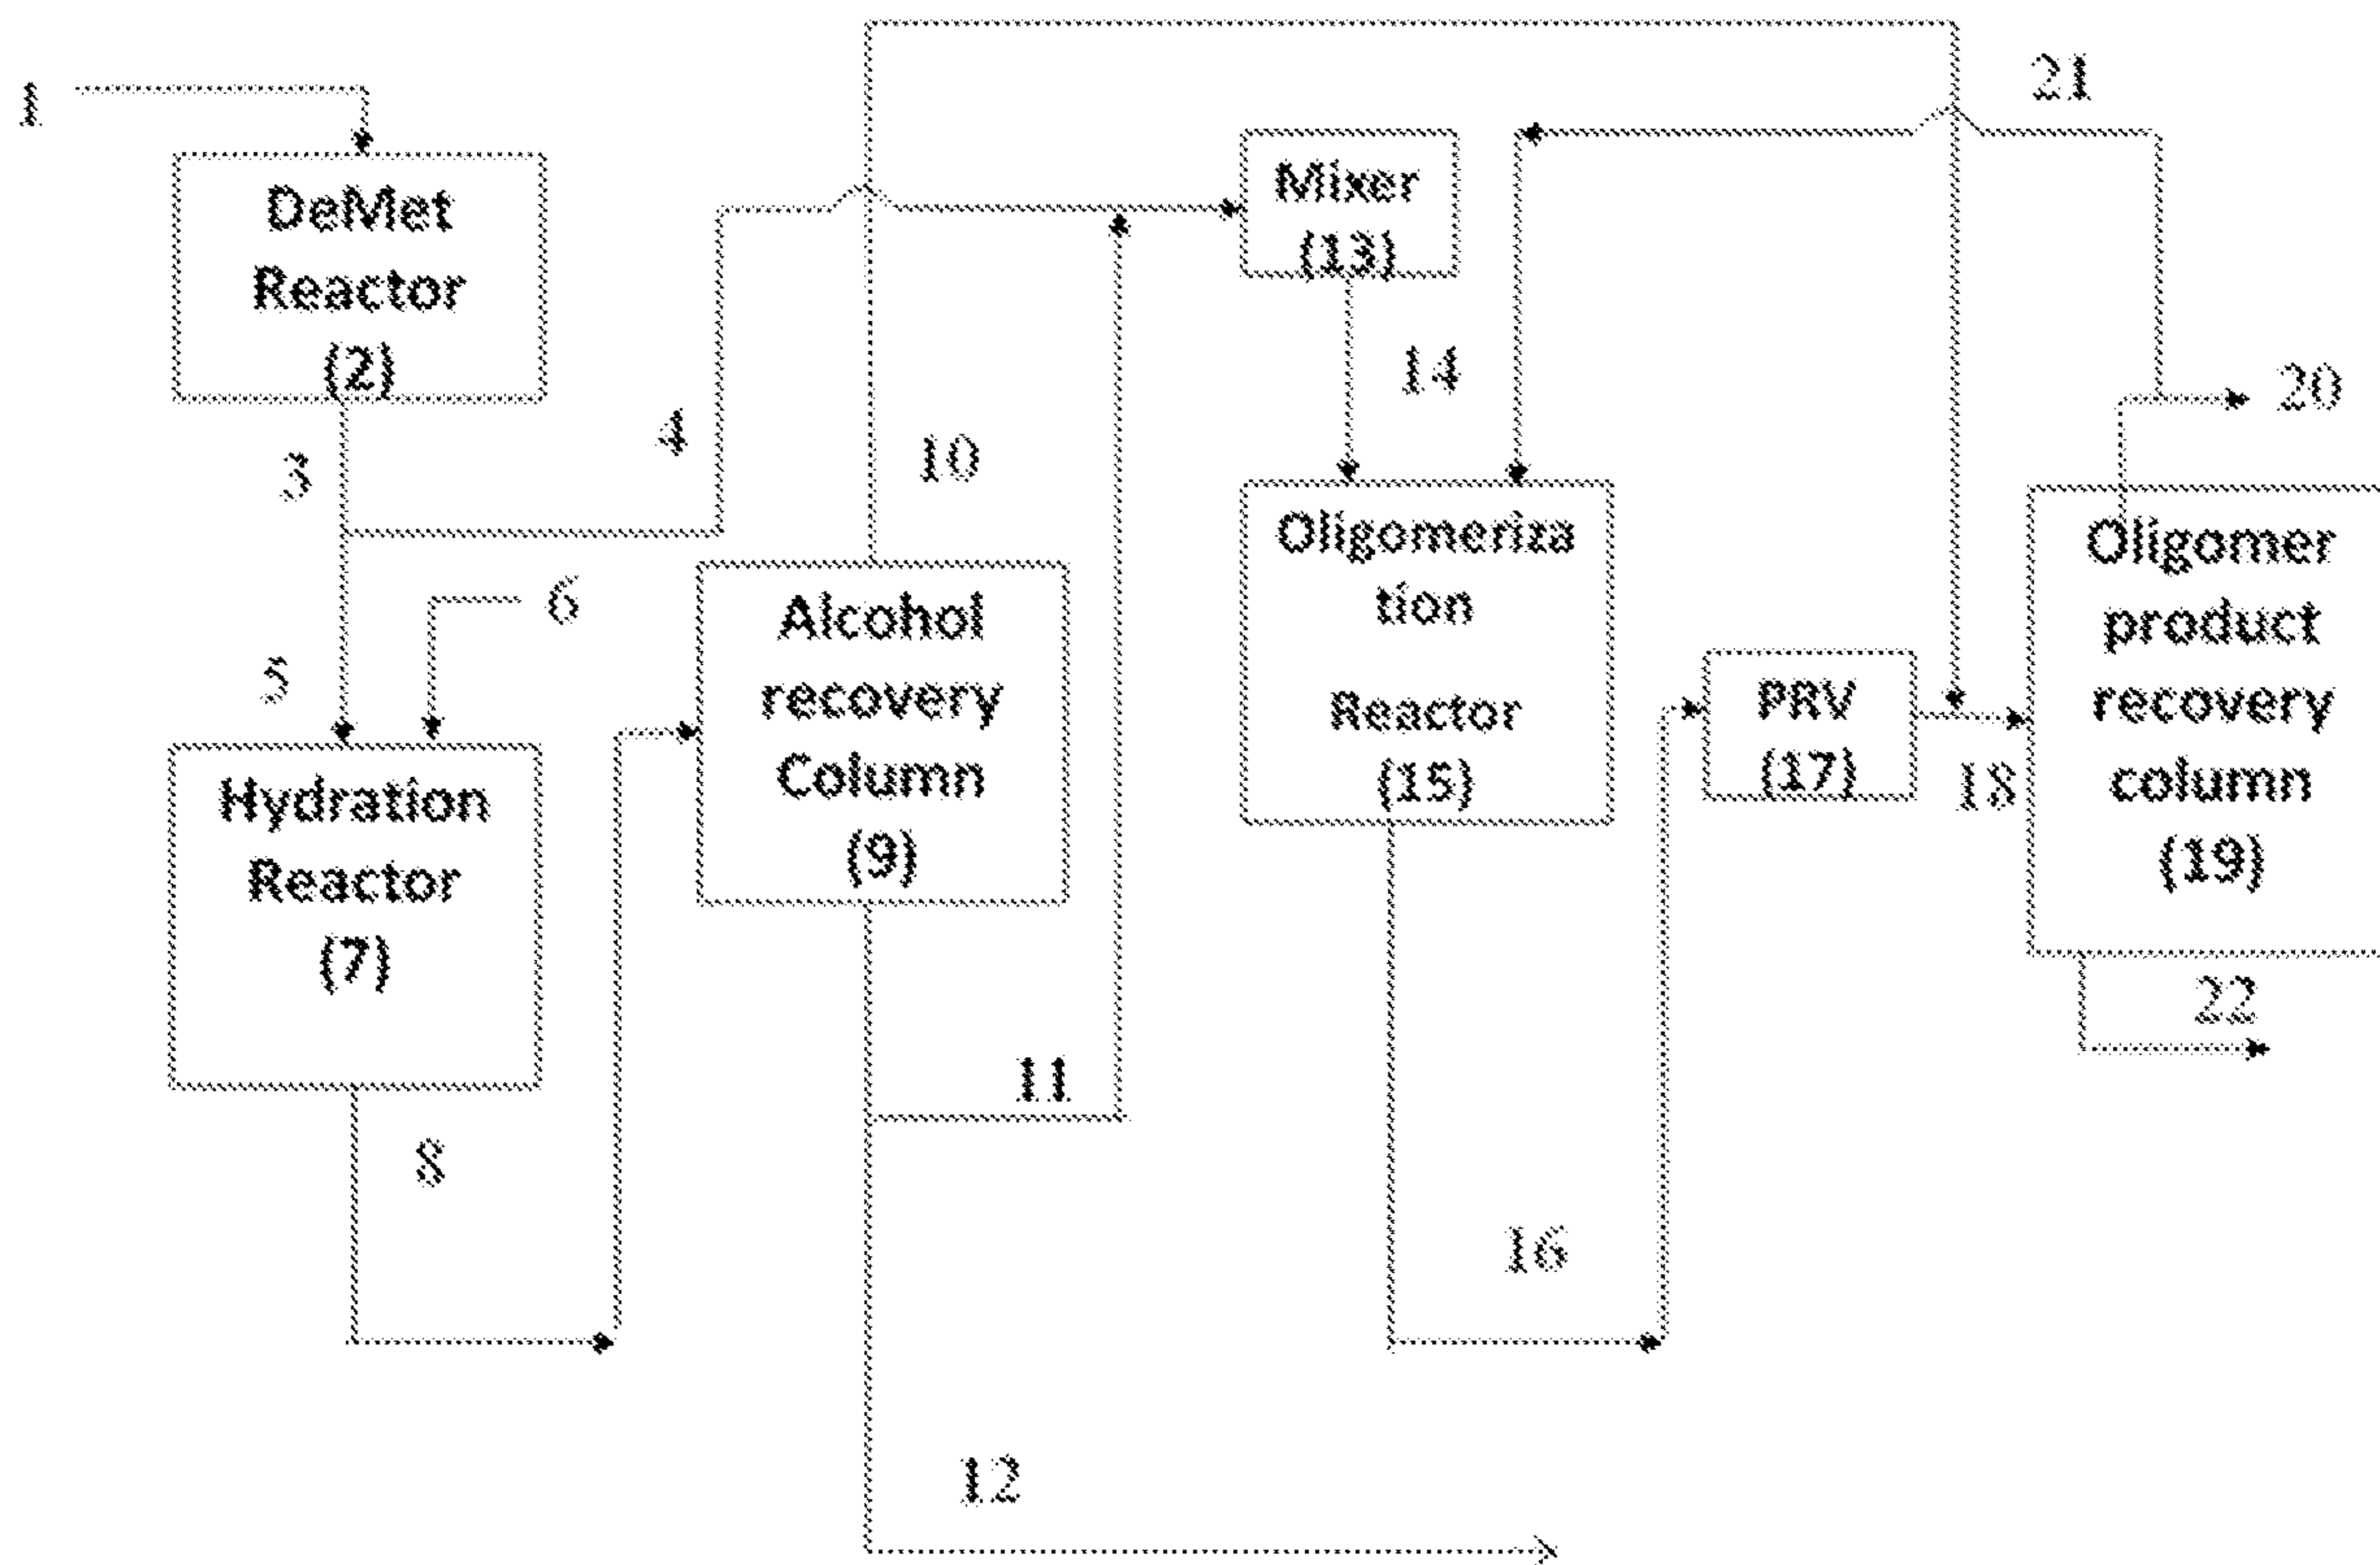 1
21
DeMet
Reactor
(2)
Mixer
(13)
14
20
3
4
10
5
6
Hydration
Reactor
(7)
Alcohol
recovery
Column
(9)
Oligomeriza
tion
Reactor
(15)
PRV
(17)
18
Oligomer
product
recovery
column
(19)
22
11
8
16
12